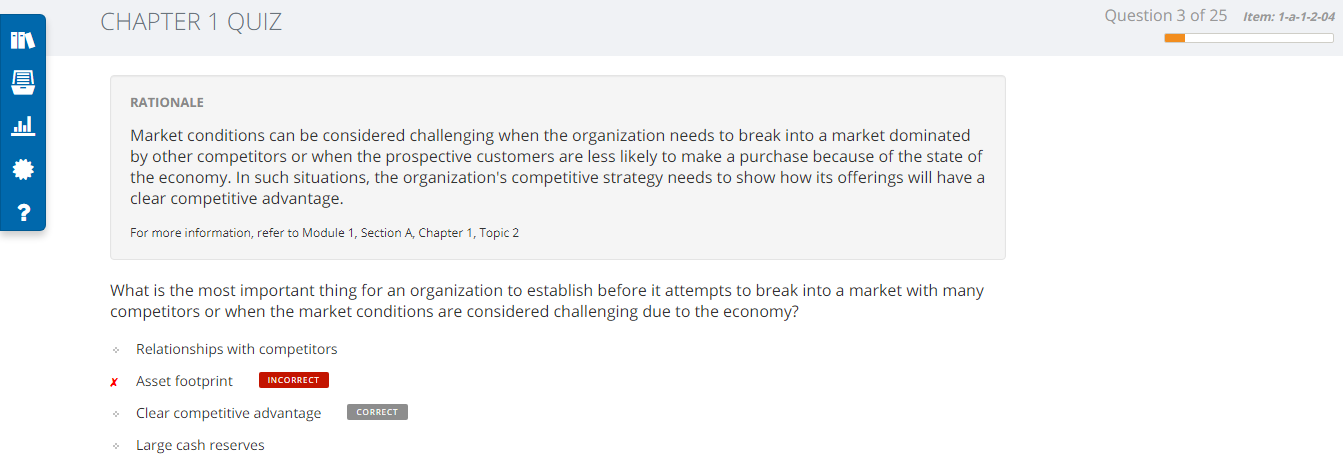 CHAPTER 1 QUIZ
Question 3 of 25 Item: 1-a-1-2-04
RATIONALE
Market conditions can be considered challenging when the organization needs to break into a market dominated
by other competitors or when the prospective customers are less likely to make a purchase because of the state of
the economy. In such situations, the organization's competitive strategy needs to show how its offerings will have a
clear competitive advantage.
For more information, refer to Module 1, Section A, Chapter 1, Topic 2
What is the most important thing for an organization to establish before it attempts to break into a market with many
competitors or when the market conditions are considered challenging due to the economy?
Relationships with competitors
✗ Asset footprint INCORRECT
Clear competitive advantage CORRECT
Large cash reserves
?